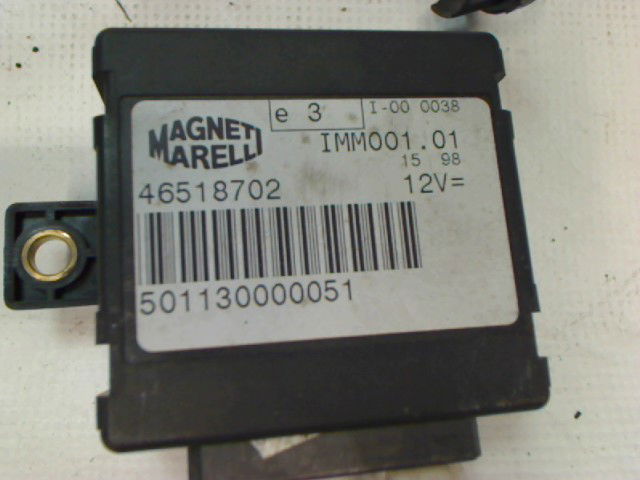 e 3
I-00 0038
MAGNETI
MARELLI
IMM001.01
15 98
46518702
12V=
501130000051